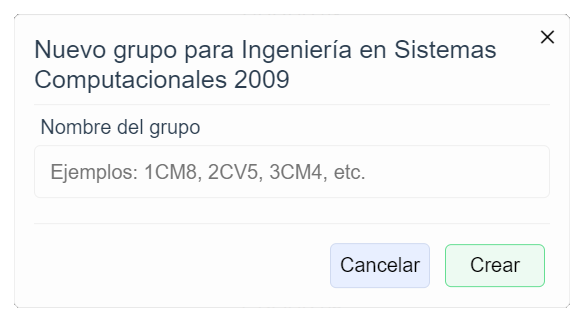 Nuevo grupo para Ingeniería en Sistemas
Computacionales 2009
Nombre del grupo
Ejemplos: 1CM8, 2CV5, 3CM4, etc.
Cancelar
Crear